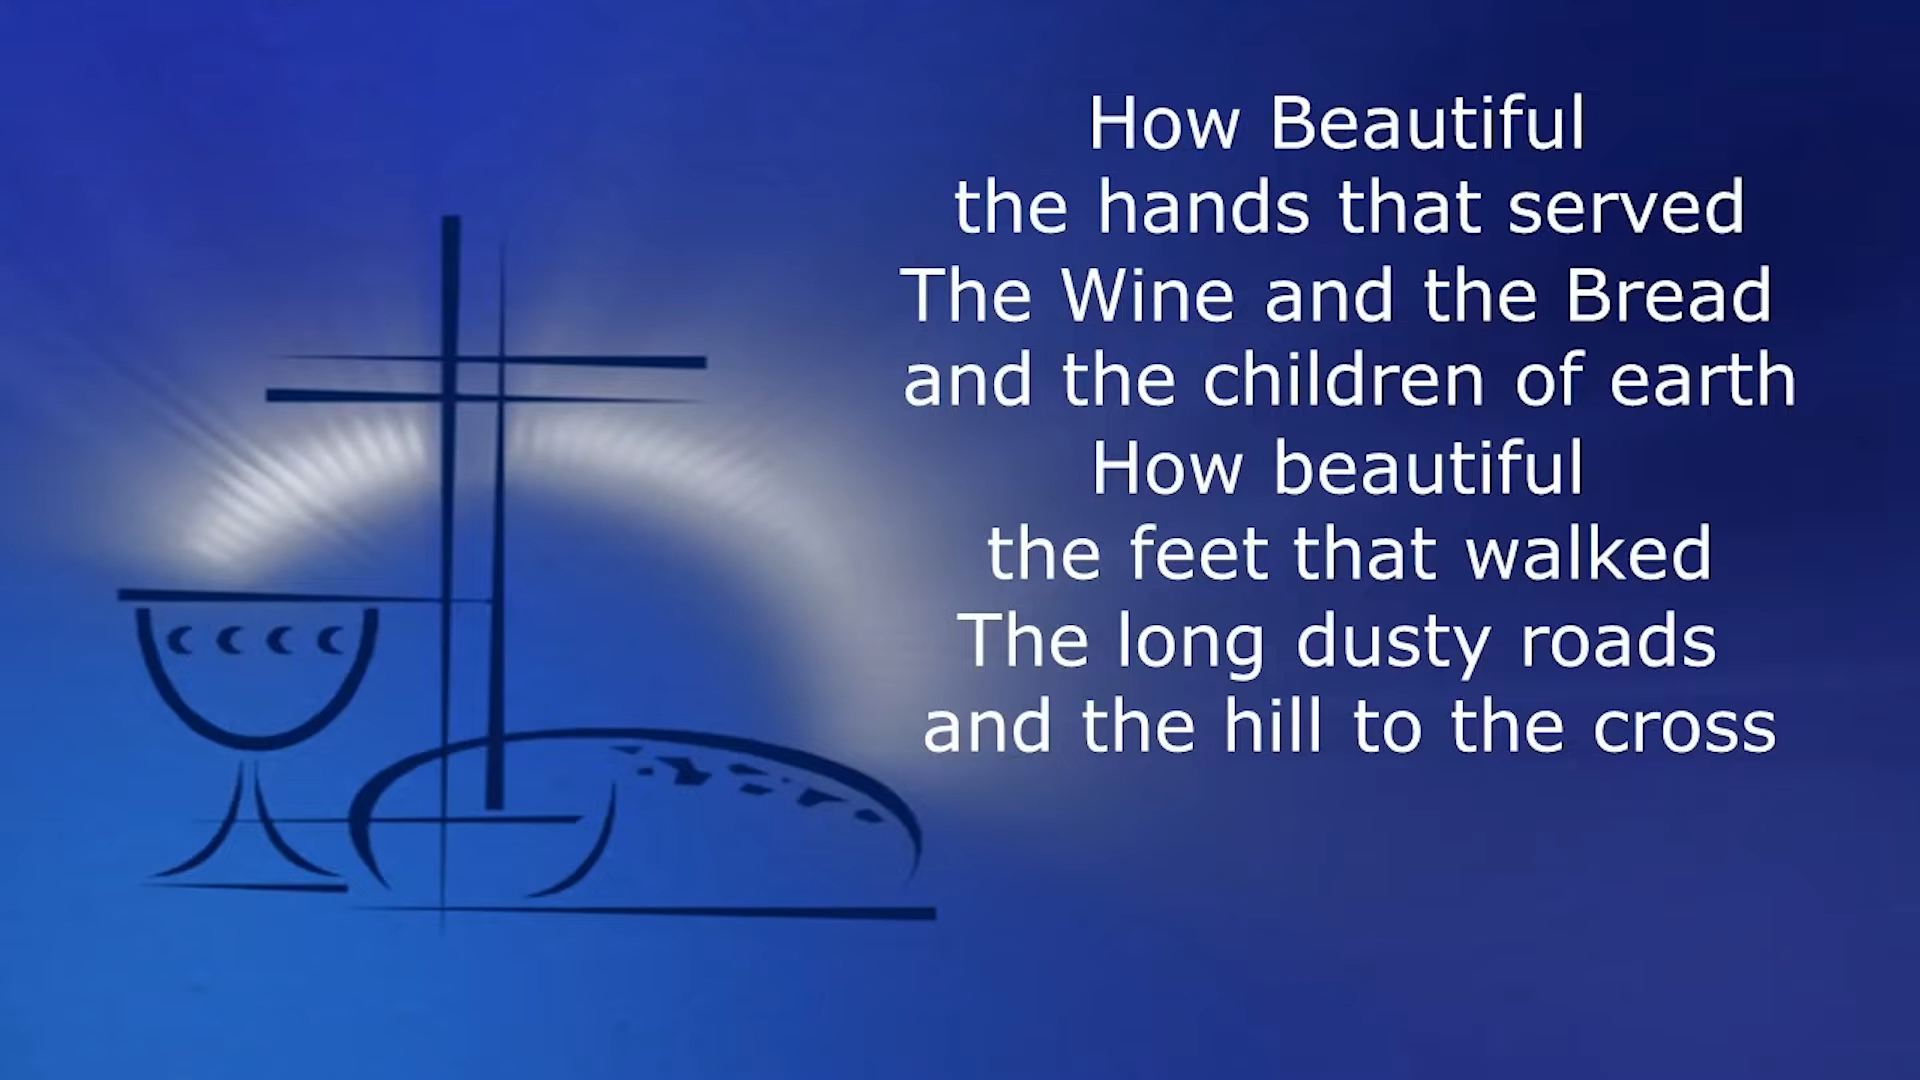 How Beautiful
the hands that served
The Wine and the Bread
and the children of earth
How beautiful
the feet that walked
The long dusty roads
and the hill to the cross